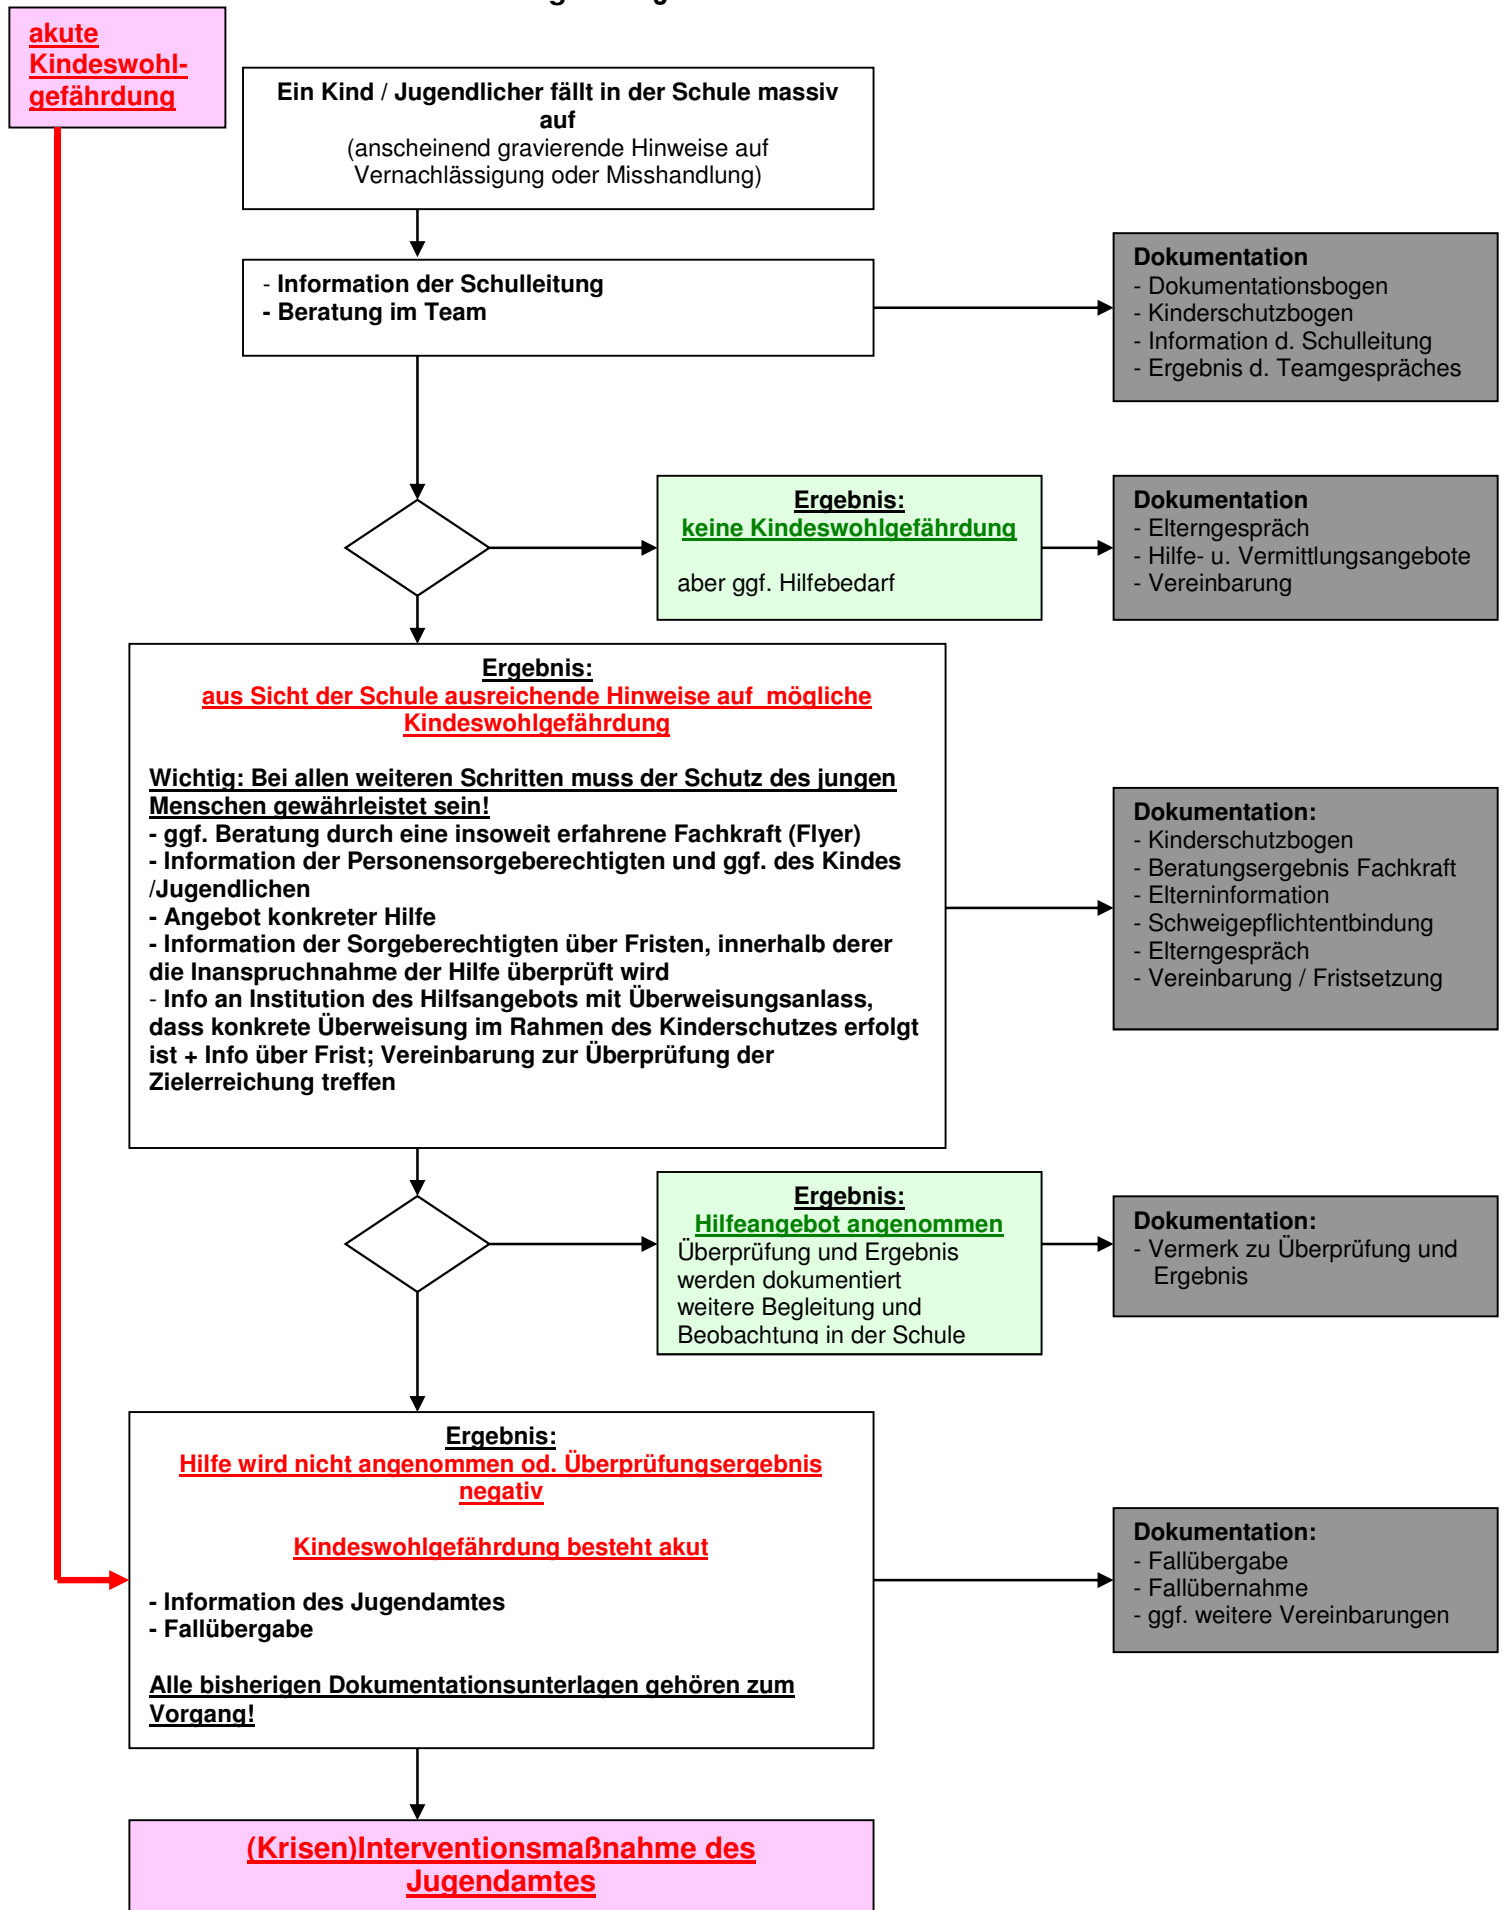 akute
Kindeswohl-
gefährdung
Ein Kind / Jugendlicher fällt in der Schule massiv
auf
(anscheinend gravierende Hinweise auf
Vernachlässigung oder Misshandlung)
- Information der Schulleitung
- Beratung im Team
Dokumentation
- Dokumentationsbogen
- Kinderschutzbogen
- Information d. Schulleitung
- Ergebnis d. Teamgespräches
Ergebnis:
keine Kindeswohlgefährdung
aber ggf. Hilfebedarf
Dokumentation
- Elterngespräch
- Hilfe- u. Vermittlungsangebote
- Vereinbarung
Ergebnis:
aus Sicht der Schule ausreichende Hinweise auf mögliche
Kindeswohlgefährdung
Wichtig: Bei allen weiteren Schritten muss der Schutz des jungen
Menschen gewährleistet sein!
- ggf. Beratung durch eine insoweit erfahrene Fachkraft (Flyer)
- Information der Personensorgeberechtigten und ggf. des Kindes
/Jugendlichen
- Angebot konkreter Hilfe
- Information der Sorgeberechtigten über Fristen, innerhalb derer
die Inanspruchnahme der Hilfe überprüft wird
- Info an Institution des Hilfsangebots mit Überweisungsanlass,
dass konkrete Überweisung im Rahmen des Kinderschutzes erfolgt
ist + Info über Frist; Vereinbarung zur Überprüfung der
Zielerreichung treffen
Dokumentation:
- Kinderschutzbogen
- Beratungsergebnis Fachkraft
- Elterninformation
- Schweigepflichtentbindung
- Elterngespräch
- Vereinbarung / Fristsetzung
Ergebnis:
Hilfeangebot angenommen
Überprüfung und Ergebnis
werden dokumentiert
weitere Begleitung und
Beobachtung in der Schule
Dokumentation:
- Vermerk zu Überprüfung und
Ergebnis
Ergebnis:
Hilfe wird nicht angenommen od. Überprüfungsergebnis
negativ
Kindeswohlgefährdung besteht akut
- Information des Jugendamtes
- Fallübergabe
Alle bisherigen Dokumentationsunterlagen gehören zum
Vorgang!
Dokumentation:
- Fallübergabe
- Fallübernahme
- ggf. weitere Vereinbarungen
(Krisen)Interventionsmaßnahme des
Jugendamtes